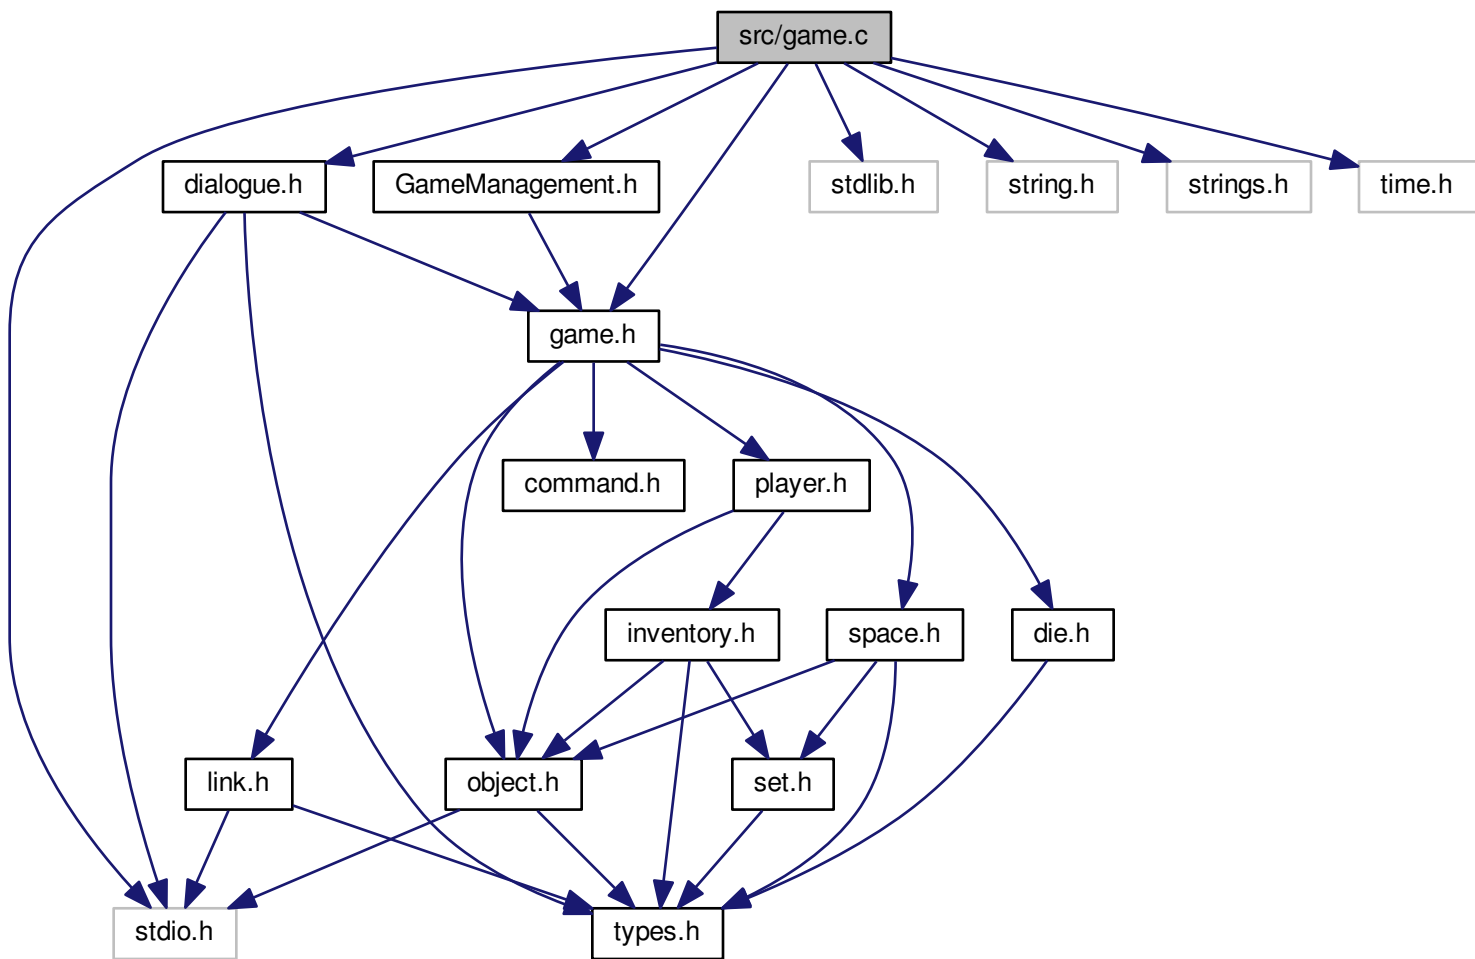 src/game.c
dialogue.h
GameManagement.h
stdlib.h
string.h
strings.h
time.h
game.h
command.h
player.h
inventory.h
space.h
die.h
link.h
object.h
set.h
stdio.h
types.h